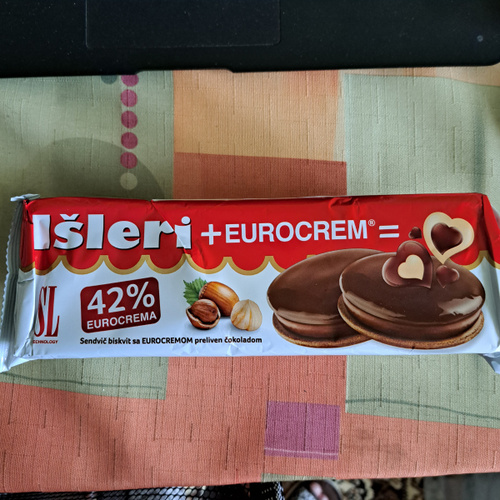 Išleri + EUROCREM® =
42%
EUROCREMA
SL
TECHNOLOGY
Sendvič biskvit sa EUROCREMOM preliven čokoladom